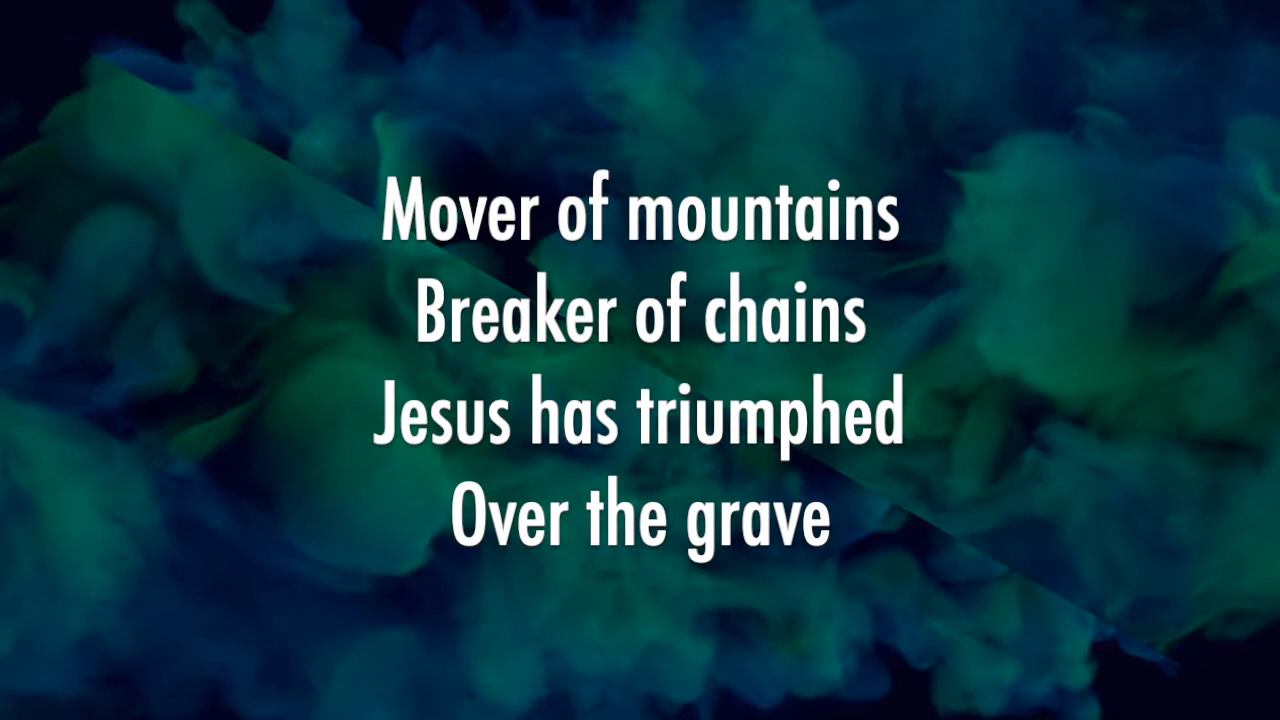 Mover of mountains
Breaker of chains
Jesus has triumphed
Over the grave